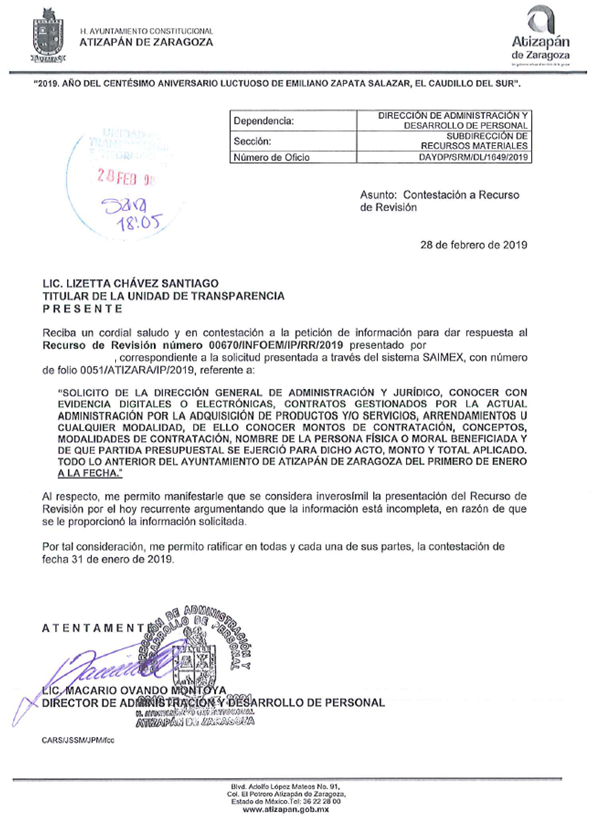 H. AYUNTAMIENTO CONSTITUCIONAL
ATIZAPÁN DE ZARAGOZA
Atizapán
de Zaragoza
"2019. AÑO DEL CENTÉSIMO ANIVERSARIO LUCTUOSO DE EMILIANO ZAPATA SALAZAR, EL CAUDILLO DEL SUR".
Dependencia: DIRECCIÓN DE ADMINISTRACIÓN Y
DESARROLLO DE PERSONAL
Sección: SUBDIRECCIÓN DE
RECURSOS MATERIALES
Número de Oficio DAYDP/SRM/DL/1649/2019
UNIDAD DE
28 FEB
18:05
Asunto: Contestación a Recurso
de Revisión
28 de febrero de 2019
LIC. LIZETTA CHÁVEZ SANTIAGO
TITULAR DE LA UNIDAD DE TRANSPARENCIA
P R E S E N T E
Reciba un cordial saludo y en contestación a la petición de información para dar respuesta al
Recurso de Revisión número 00670/INFOEM/IP/RR/2019 presentado por
, correspondiente a la solicitud presentada a través del sistema SAIMEX, con número
de folio 0051/ATIZARA/IP/2019, referente a:
"SOLICITO DE LA DIRECCIÓN GENERAL DE ADMINISTRACIÓN Y JURÍDICO, CONOCER CON
EVIDENCIA DIGITALES O ELECTRÓNICAS, CONTRATOS GESTIONADOS POR LA ACTUAL
ADMINISTRACIÓN POR LA ADQUISICIÓN DE PRODUCTOS Y/O SERVICIOS, ARRENDAMIENTOS U
CUALQUIER MODALIDAD, DE ELLO CONOCER MONTOS DE CONTRATACIÓN, CONCEPTOS,
MODALIDADES DE CONTRATACIÓN, NOMBRE DE LA PERSONA FÍSICA O MORAL BENEFICIADA Y
DE QUE PARTIDA PRESUPUESTAL SE EJERCIÓ PARA DICHO ACTO, MONTO Y TOTAL APLICADO.
TODO LO ANTERIOR DEL AYUNTAMIENTO DE ATIZAPÁN DE ZARAGOZA DEL PRIMERO DE ENERO
A LA FECHA."
Al respecto, me permito manifestarle que se considera inverosímil la presentación del Recurso de
Revisión por el hoy recurrente argumentando que la información está incompleta, en razón de que
se le proporcionó la información solicitada.
Por tal consideración, me permito ratificar en todas y cada una de sus partes, la contestación de
fecha 31 de enero de 2019.
A T E N T A M E N T E
DIRECCIÓN DE ADMINISTRACIÓN Y
DESARROLLO DE PERSONAL
LIC. MACARIO OVANDO MONTOYA
DIRECTOR DE ADMINISTRACIÓN Y DESARROLLO DE PERSONAL
H. AYUNTAMIENTO CONSTITUCIONAL
ATIZAPÁN DE ZARAGOZA
CARS/JSSM/JPM/fcc
Blvd. Adolfo López Mateos No. 91,
Col. El Potrero Atizapán de Zaragoza,
Estado de México.Tel: 36 22 28 00
www.atizapan.gob.mx